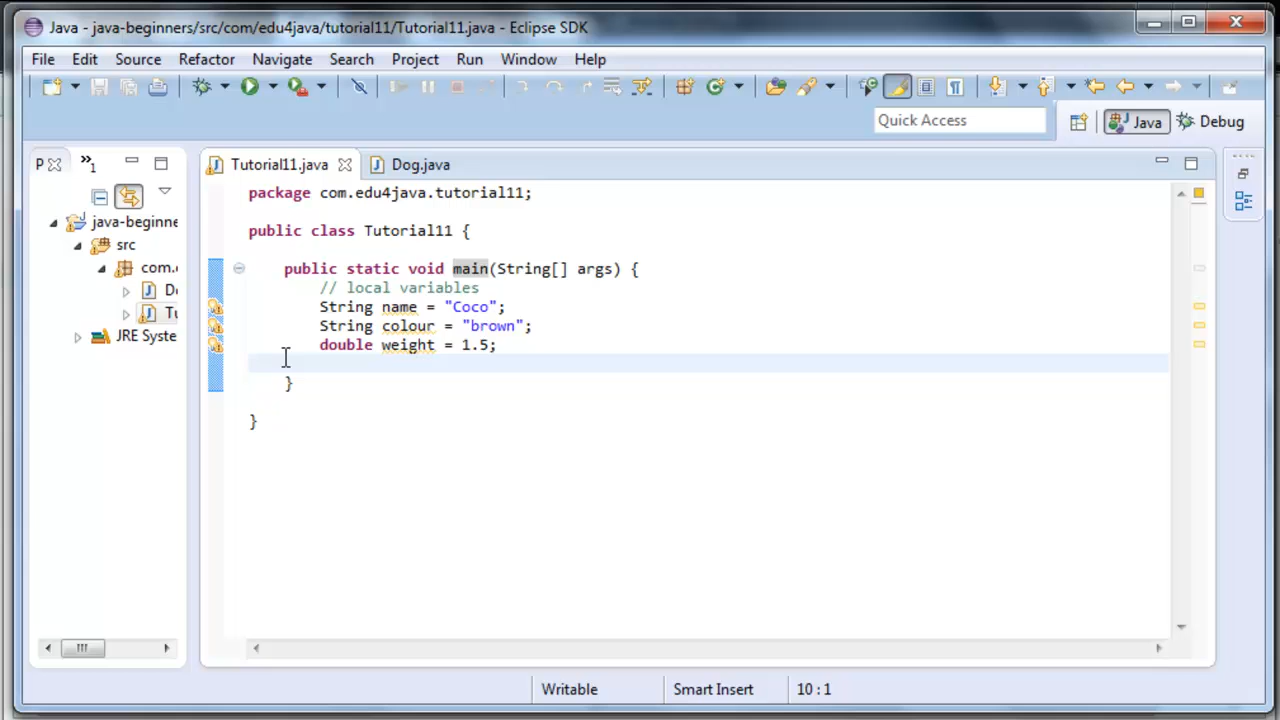 Java - java-beginners/src/com/edu4java/tutorial11/Tutorial11.java - Eclipse SDK
File Edit Source Refactor Navigate Search Project Run Window Help
Quick Access
Java
Debug
P
»1
Tutorial11.java
Dog.java
java-beginne
src
com.
D
Tu
JRE Syste
package com.edu4java.tutorial11;
public class Tutorial11 {
public static void main(String[] args) {
// local variables
String name = "Coco";
String colour = "brown";
double weight = 1.5;
}
}
Writable
Smart Insert
10 : 1